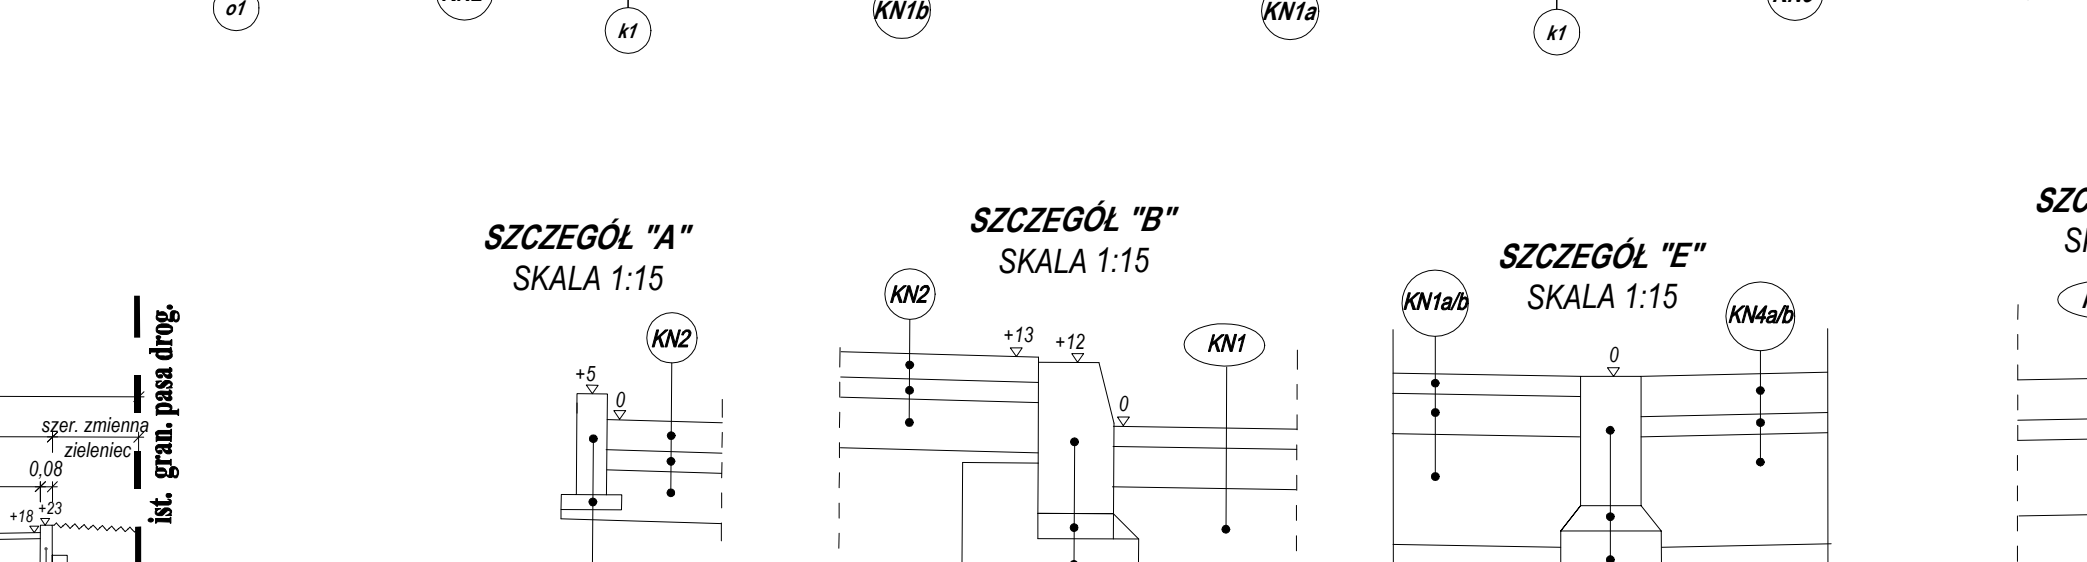 o1
k1
KN1b
KN1a
k1
SZCZEGÓŁ "A"
SKALA 1:15
KN2
+5
0
SZCZEGÓŁ "B"
SKALA 1:15
KN2
+13
+12
KN1
0
SZCZEGÓŁ "E"
SKALA 1:15
KN1a/b
KN4a/b
0
ist. gran. pasa drog.
szer. zmienna
zieleniec
0,08
+18
+23